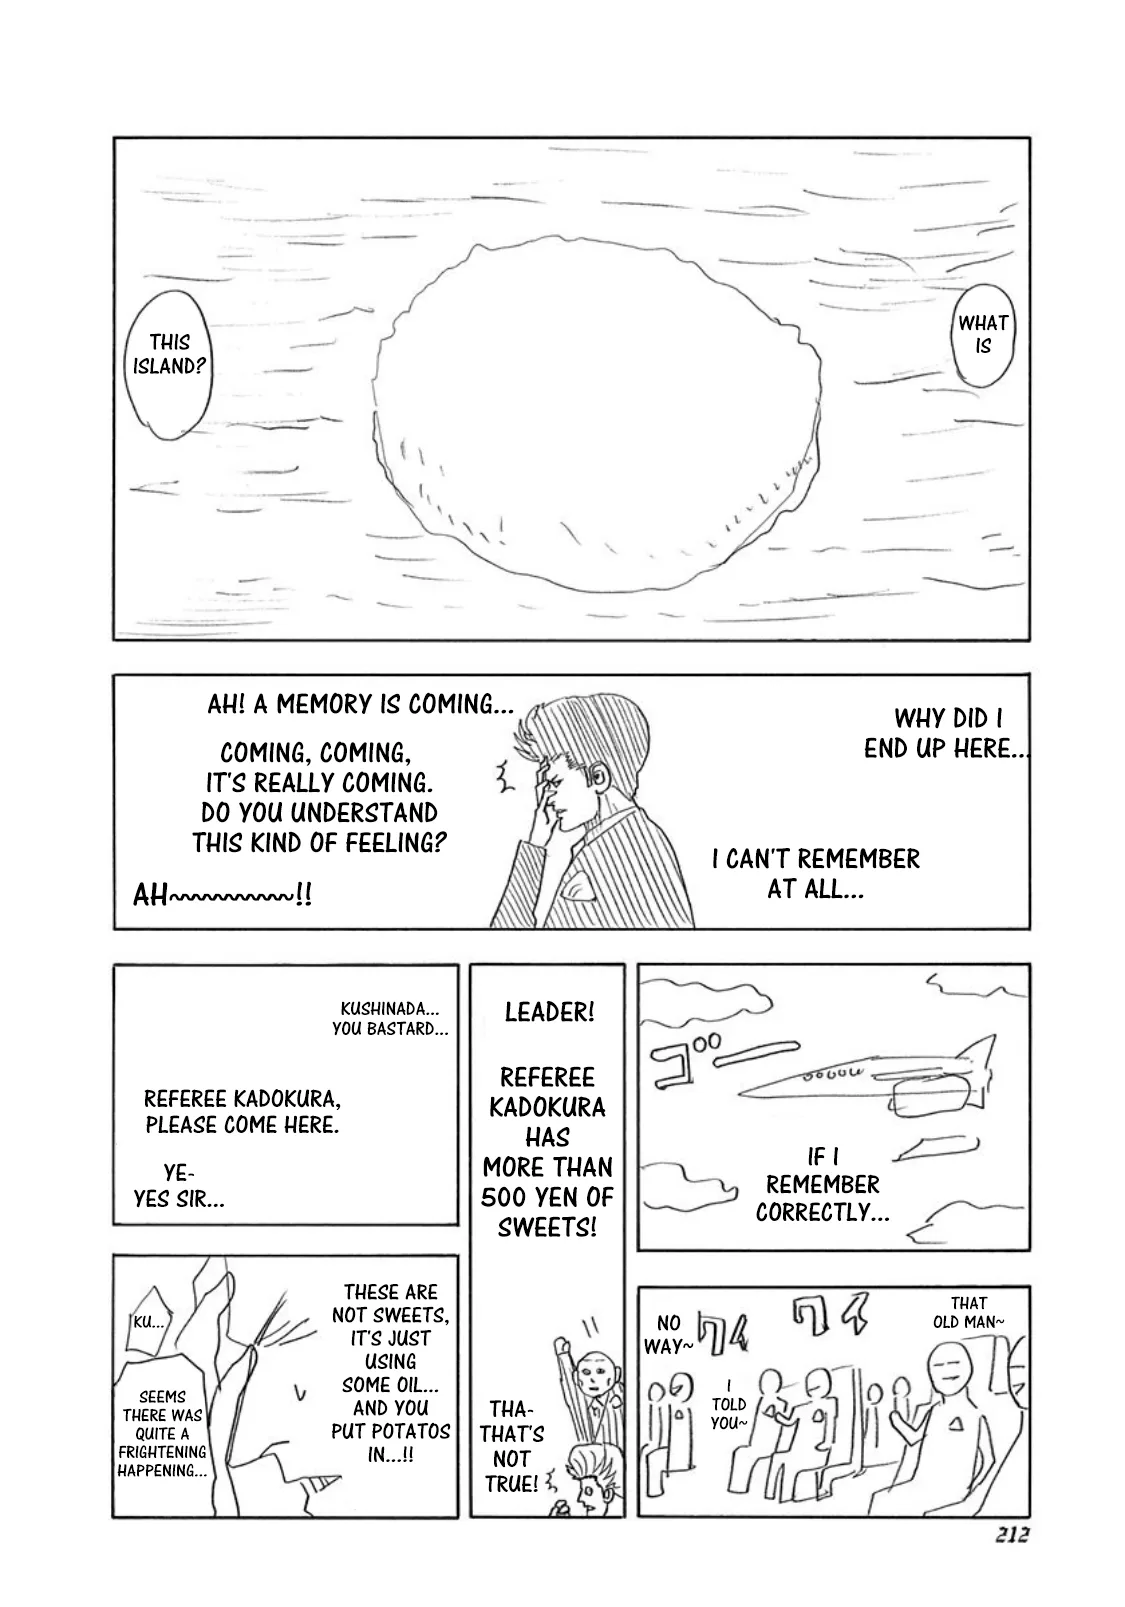 WHAT
IS
THIS
ISLAND?
WHY DID I
END UP HERE...
I CAN'T REMEMBER
AT ALL...
AH! A MEMORY IS COMING...
COMING, COMING,
IT'S REALLY COMING.
DO YOU UNDERSTAND
THIS KIND OF FEELING?
AH~~~~~~~~~~!!
ゴー
IF I
REMEMBER
CORRECTLY...
THAT
OLD MAN~
ワイ
ワイ
NO
WAY~
I
TOLD
YOU~
LEADER!
REFEREE
KADOKURA
HAS
MORE THAN
500 YEN OF
SWEETS!
THA-
THAT'S
NOT
TRUE!
KUSHINADA...
YOU BASTARD...
REFEREE KADOKURA,
PLEASE COME HERE.
YE-
YES SIR...
THESE ARE
NOT SWEETS,
IT'S JUST
USING
SOME OIL...
AND YOU
PUT POTATOS
IN...!!
KU...
SEEMS
THERE WAS
QUITE A
FRIGHTENING
HAPPENING...
212